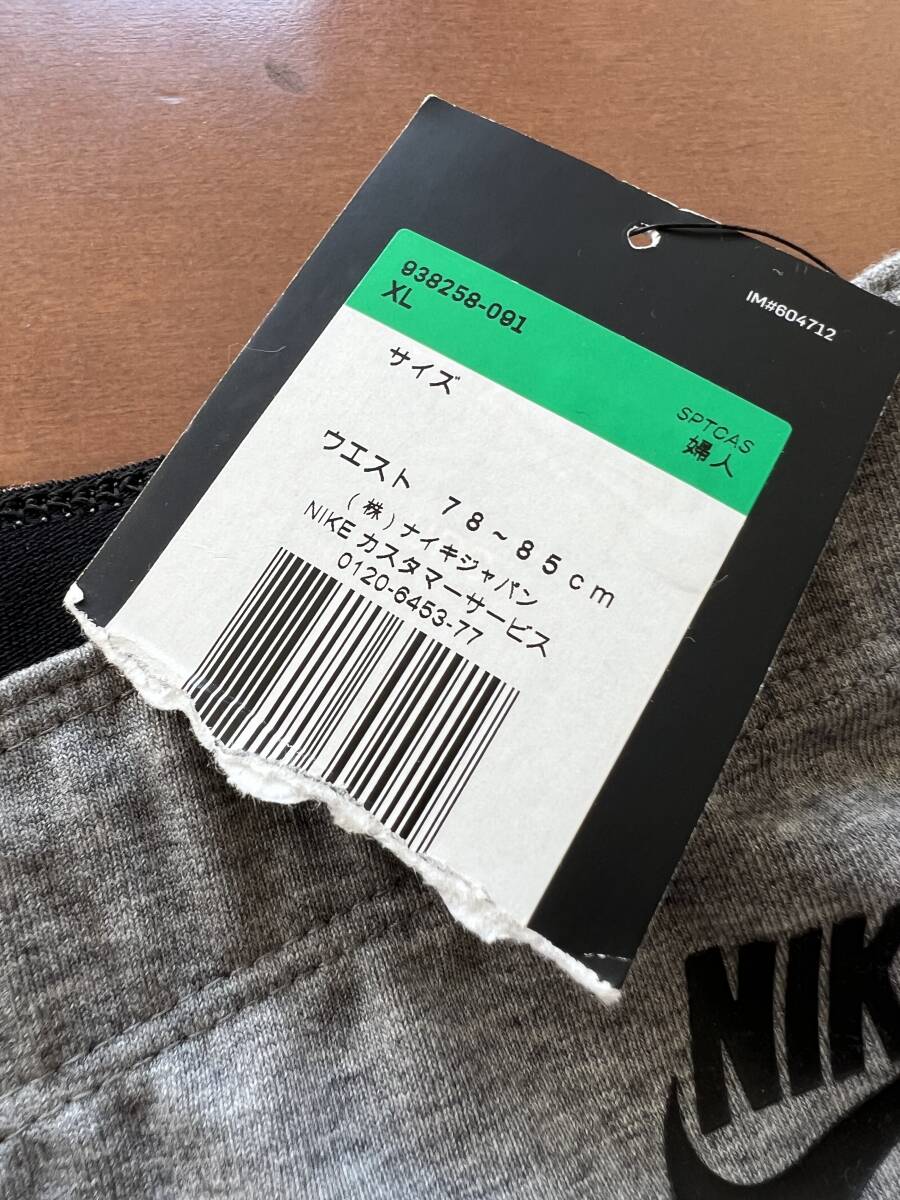 IM#604712
938258-091
XL
SPTCAS
婦人
サイズ
ウエスト 78~85cm
(株)ナイキジャパン
NIKE カスタマーサービス
0120-6453-77
NIK